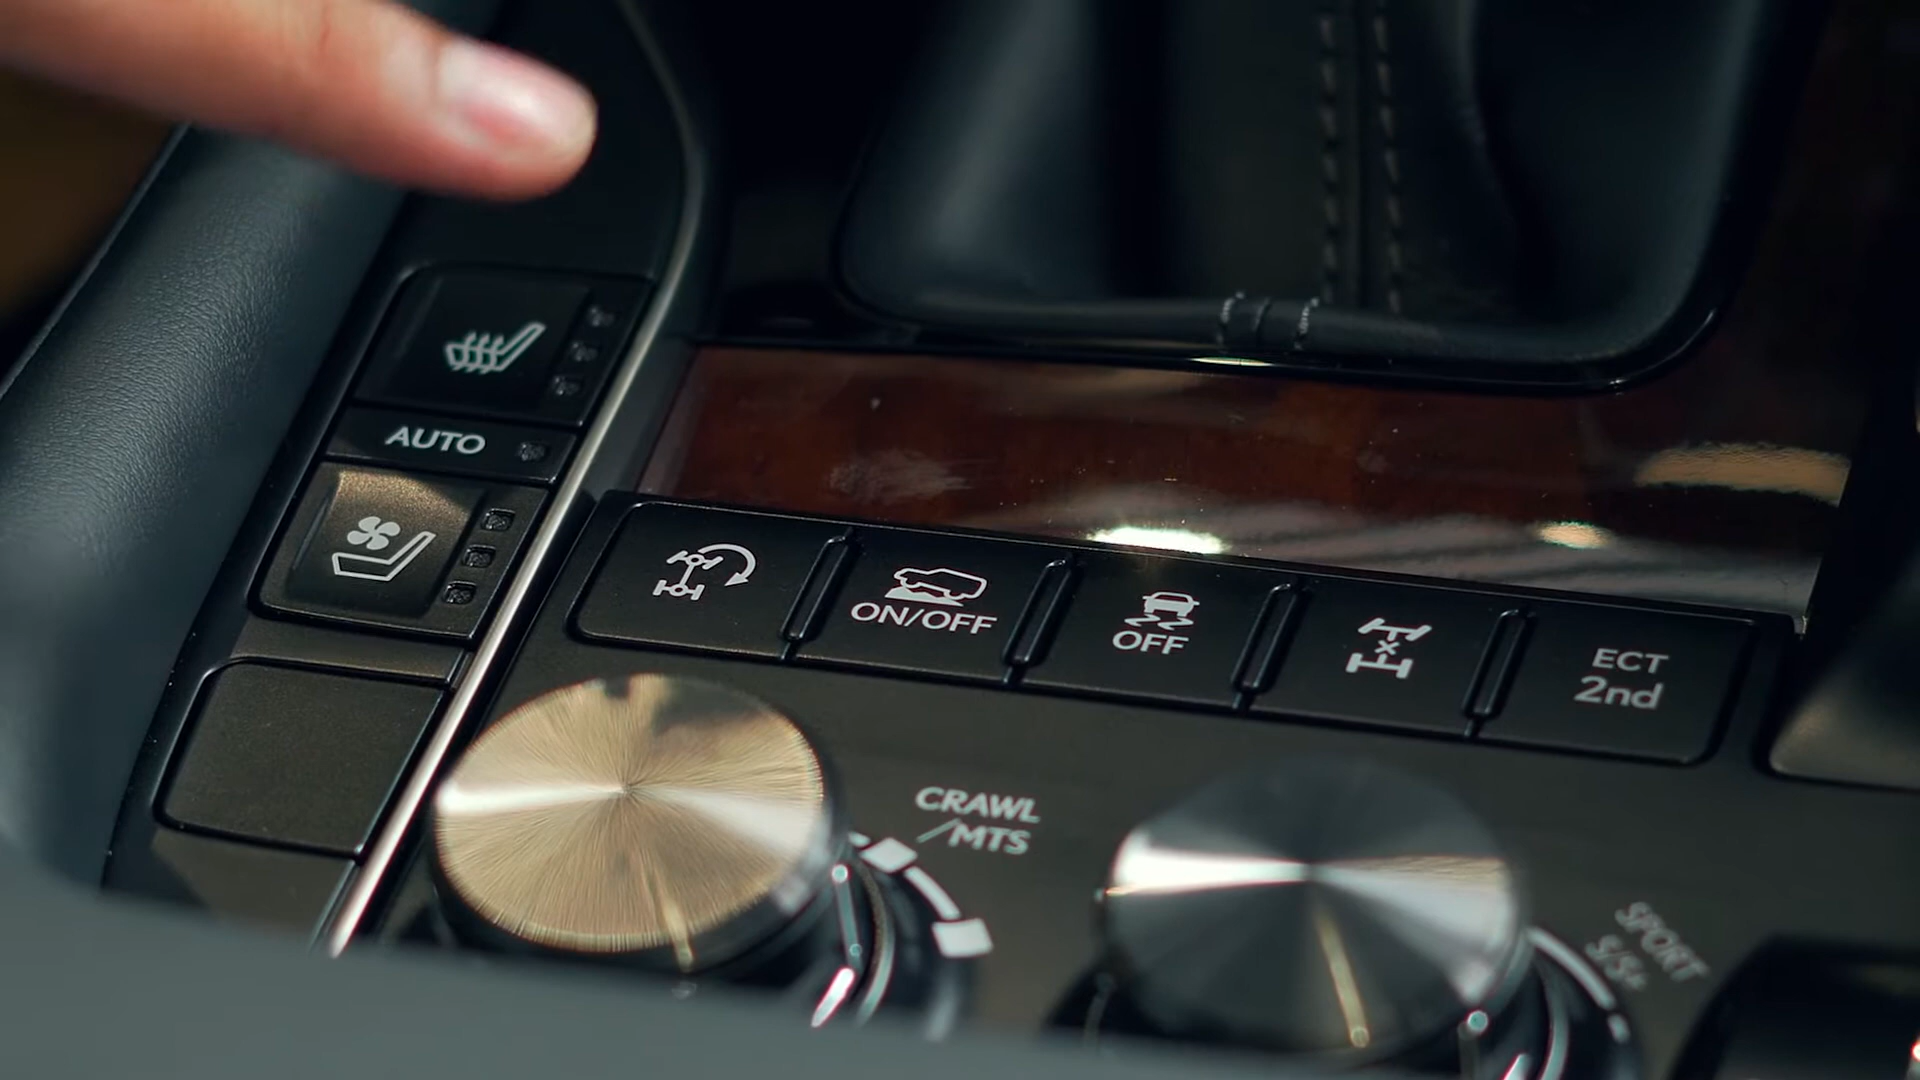 AUTO
ON/OFF
OFF
ECT
2nd
CRAWL
/MTS
SPORT
S/S+